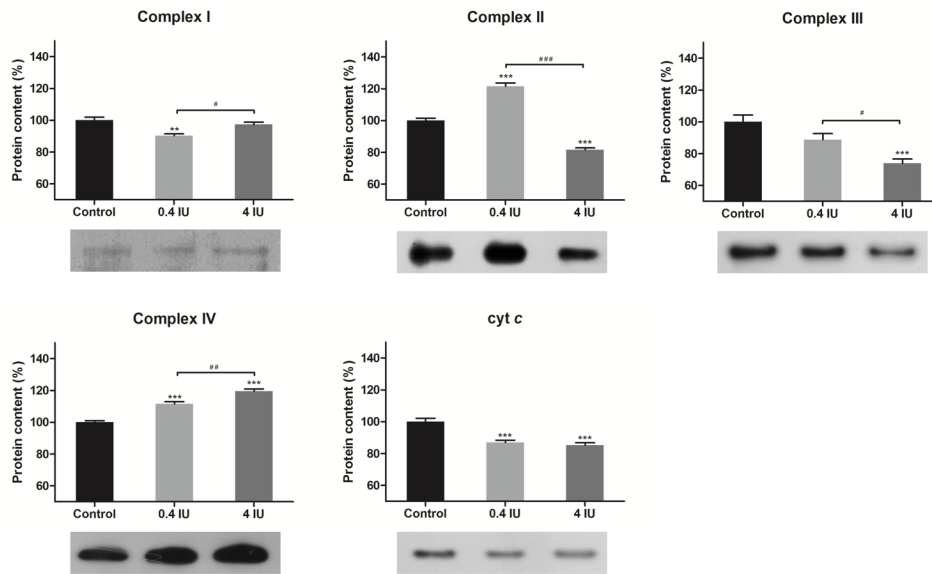 Complex I
Protein content (%)
140
120
100
80
60
**
#
Control 0.4 IU 4 IU
Complex II
Protein content (%)
140
120
100
80
60
***
###
***
Control 0.4 IU 4 IU
Complex III
Protein content (%)
140
120
100
80
60
#
***
Control 0.4 IU 4 IU
Complex IV
Protein content (%)
140
120
100
80
60
***
##
***
Control 0.4 IU 4 IU
cyt c
Protein content (%)
140
120
100
80
60
***
***
Control 0.4 IU 4 IU